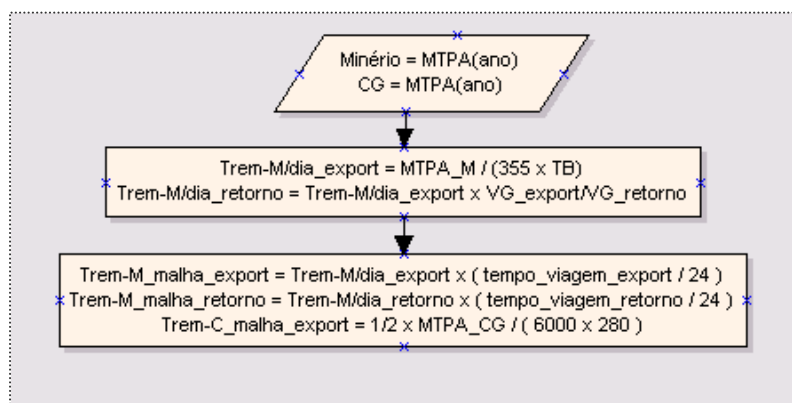 Minério = MTPA(ano)
CG = MTPA(ano)
Trem-M/dia_export = MTPA_M / (355 x TB)
Trem-M/dia_retorno = Trem-M/dia_export x VG_export/VG_retorno
Trem-M_malha_export = Trem-M/dia_export x ( tempo_viagem_export / 24 )
Trem-M_malha_retorno = Trem-M/dia_retorno x ( tempo_viagem_retorno / 24 )
Trem-C_malha_export = 1/2 x MTPA_CG / ( 6000 x 280 )